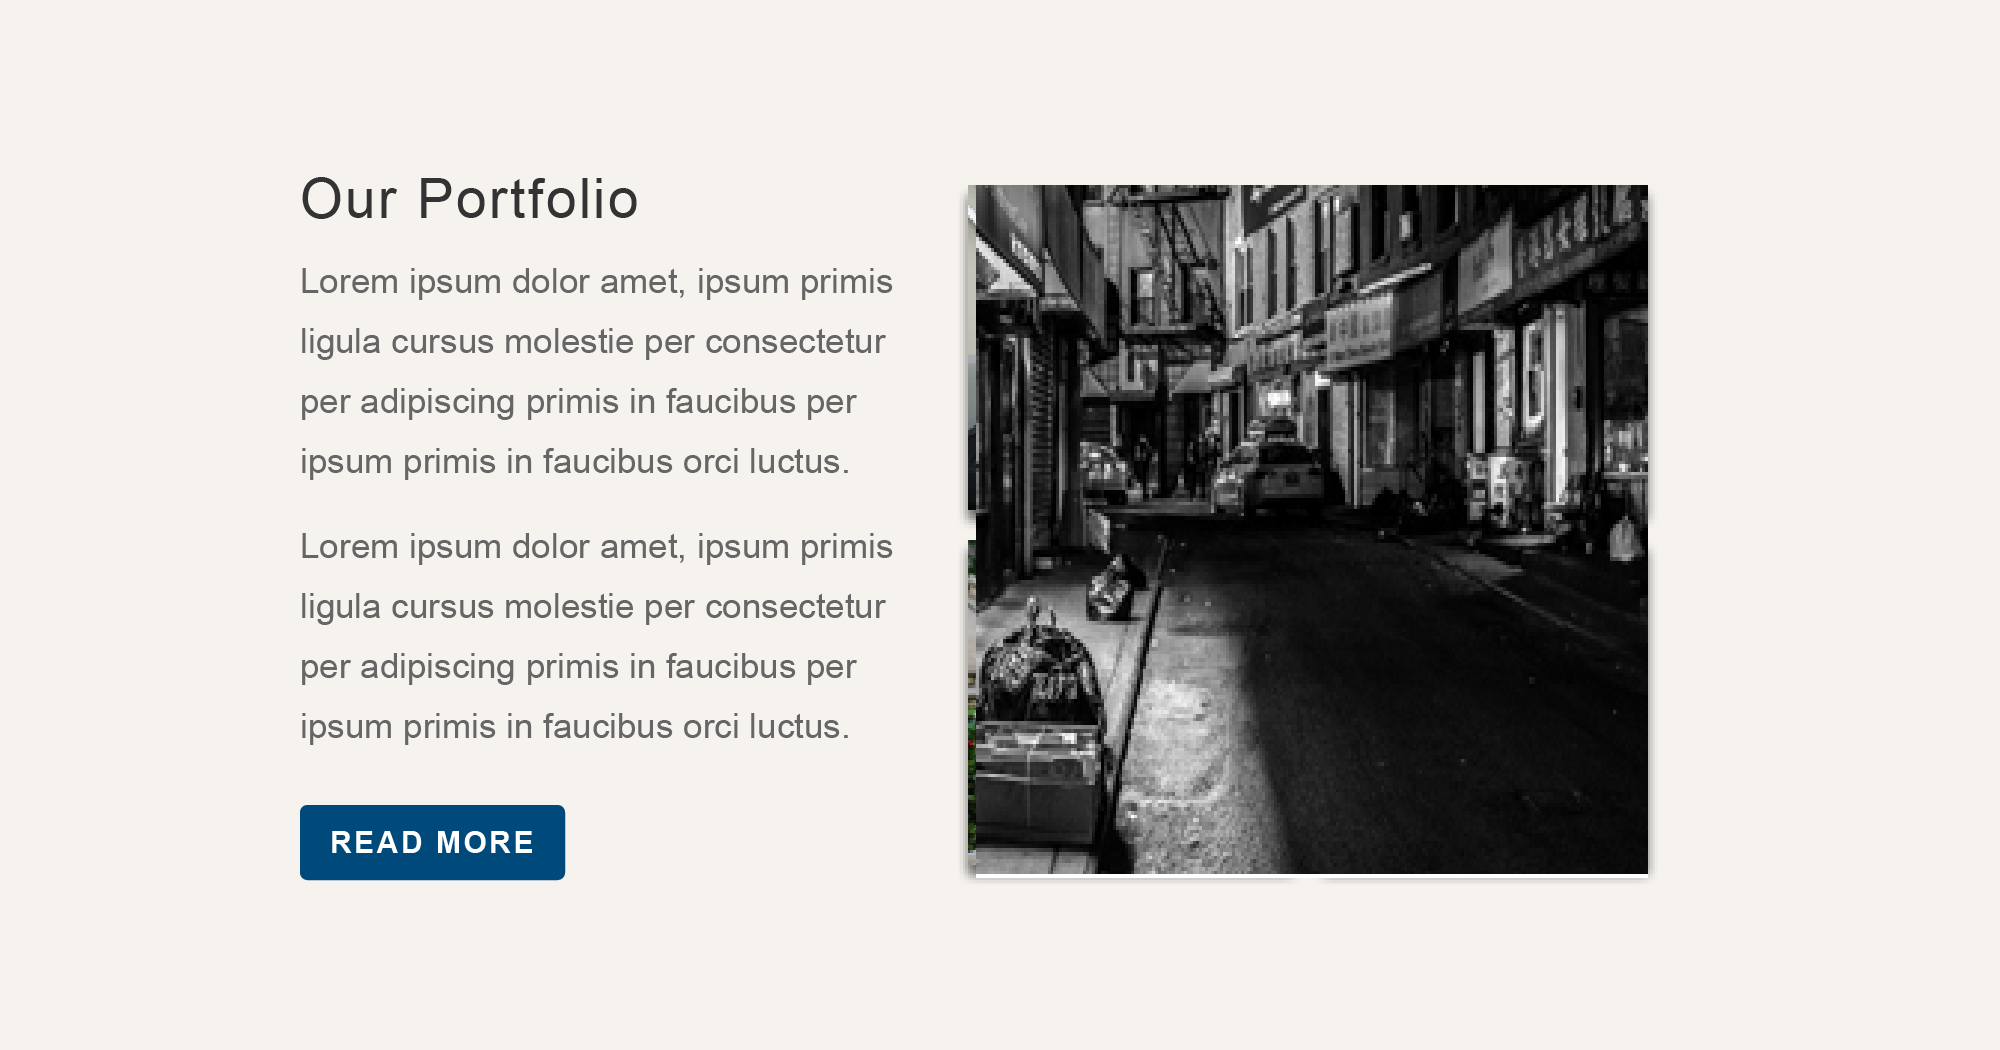 Our Portfolio
Lorem ipsum dolor amet, ipsum primis
ligula cursus molestie per consectetur
per adipiscing primis in faucibus per
ipsum primis in faucibus orci luctus.
Lorem ipsum dolor amet, ipsum primis
ligula cursus molestie per consectetur
per adipiscing primis in faucibus per
ipsum primis in faucibus orci luctus.
READ MORE